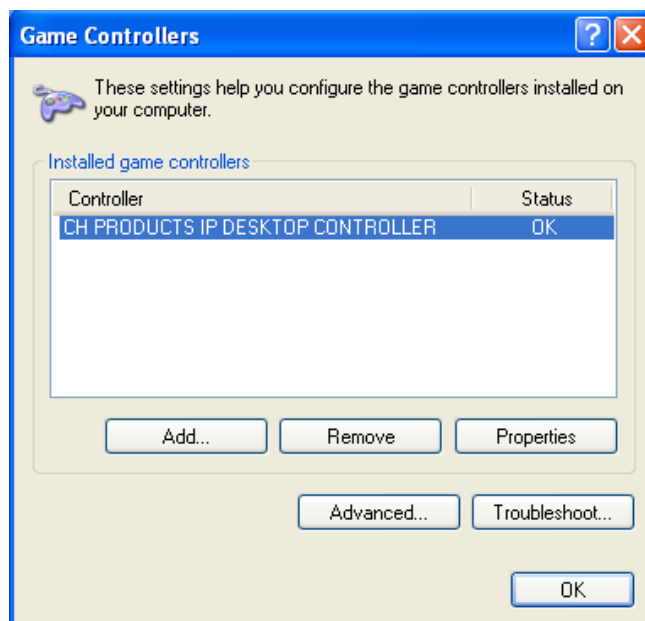 Game Controllers
These settings help you configure the game controllers installed on
your computer.
Installed game controllers
Controller Status
CH PRODUCTS IP DESKTOP CONTROLLER OK
Add... Remove Properties
Advanced... Troubleshoot...
OK